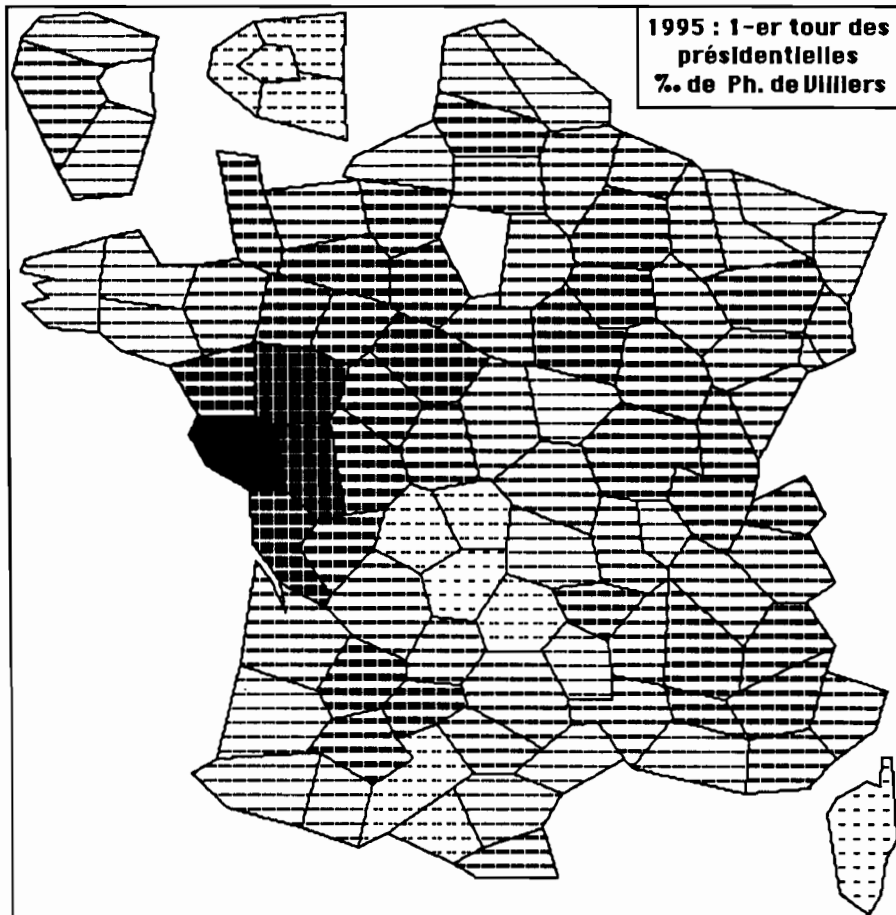 1995 : 1-er tour des
présidentielles
‰ de Ph. de Villiers